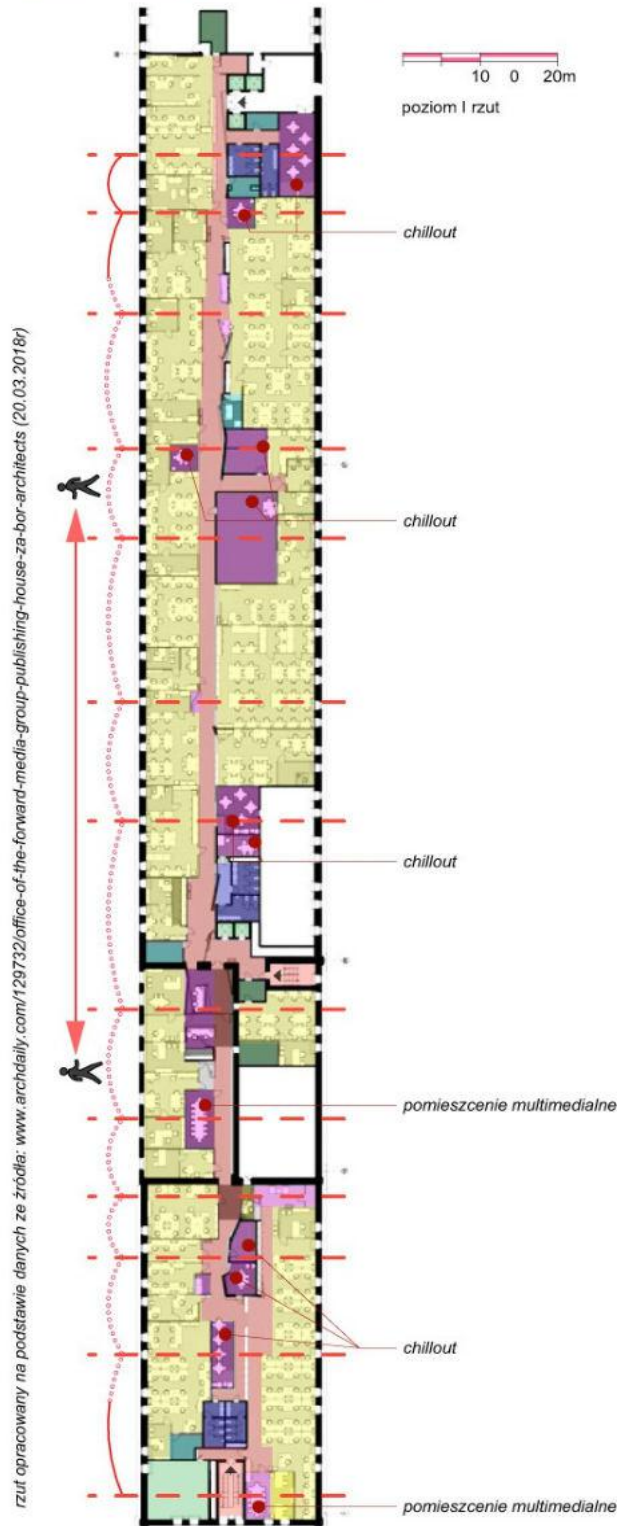 10 0 20m
poziom I rzut
chillout
chillout
chillout
pomieszczenie multimedialne
chillout
pomieszczenie multimedialne
rzut opracowany na podstawie danych ze źródła: www.archdaily.com/129732/office-of-the-forward-media-group-publishing-house-za-bor-architects (20.03.2018r)